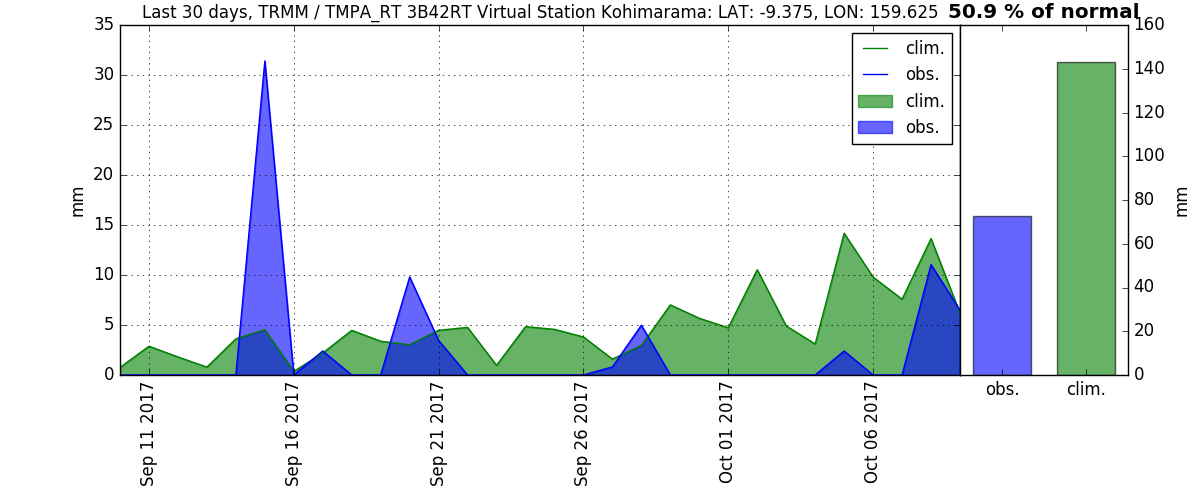 Last 30 days, TRMM / TMPA_RT 3B42RT Virtual Station Kohimarama: LAT: -9.375, LON: 159.625
50.9 % of normal
35
30
25
20
15
10
5
0
mm
clim.
obs.
clim.
obs.
Sep 11 2017
Sep 16 2017
Sep 21 2017
Sep 26 2017
Oct 01 2017
Oct 06 2017
obs.
clim.
160
140
120
100
80
60
40
20
0
mm